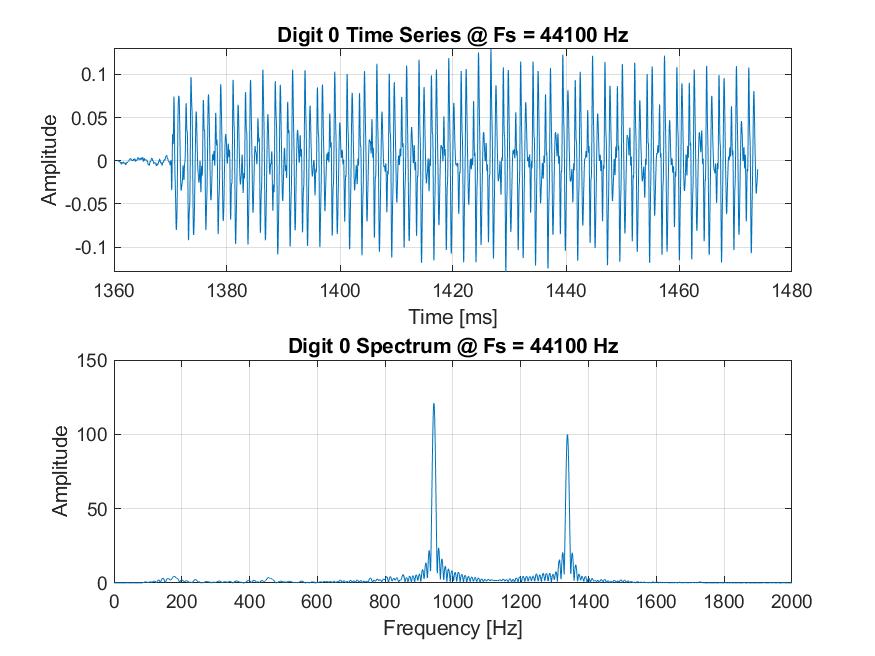 Digit 0 Time Series @ Fs = 44100 Hz
0.1
0.05
0
-0.05
-0.1
Amplitude
1360 1380 1400 1420 1440 1460 1480
Time [ms]
Digit 0 Spectrum @ Fs = 44100 Hz
150
100
50
0
Amplitude
0 200 400 600 800 1000 1200 1400 1600 1800 2000
Frequency [Hz]